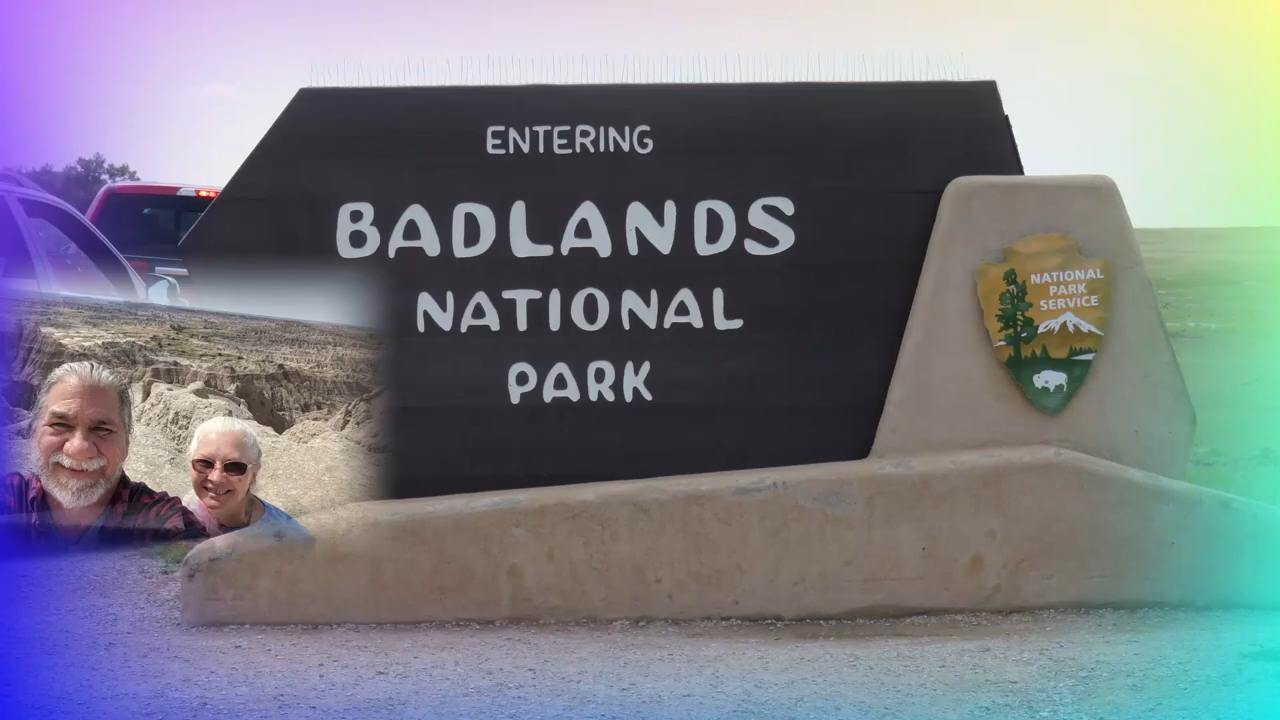 ENTERING
BADLANDS
NATIONAL
PARK
NATIONAL
PARK
SERVICE